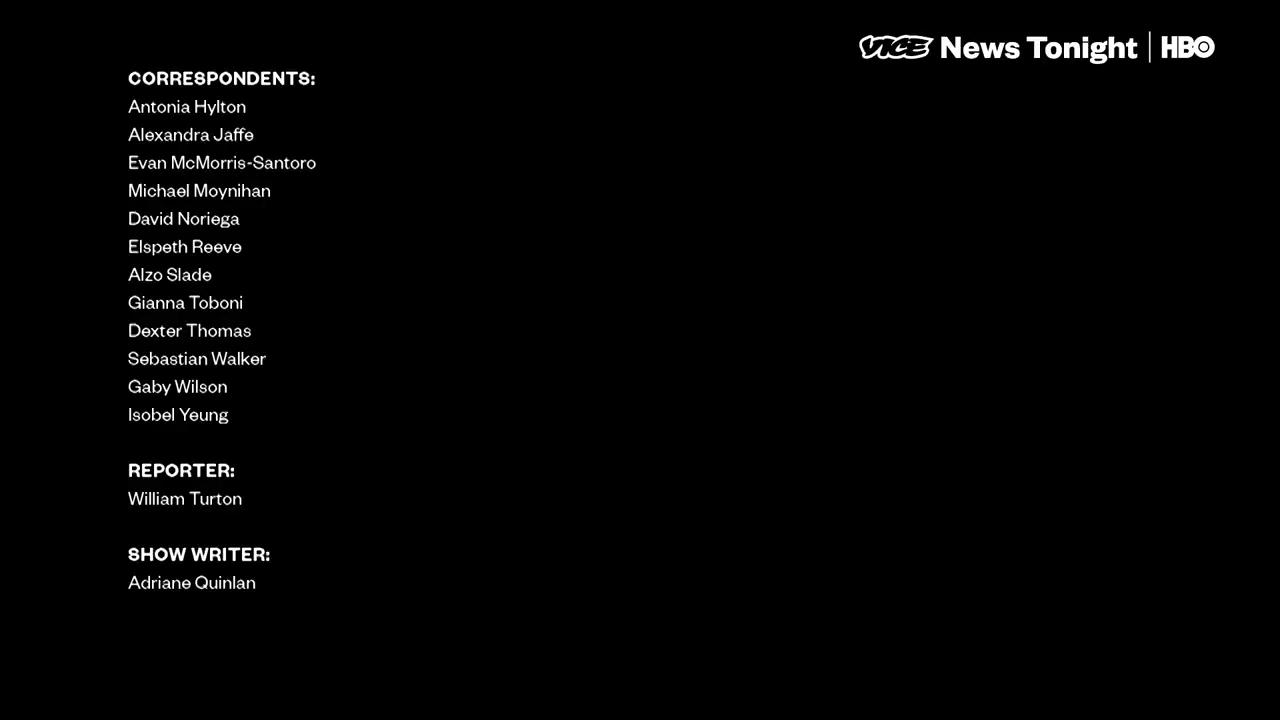 VICE News Tonight | HBO
CORRESPONDENTS:
Antonia Hylton
Alexandra Jaffe
Evan McMorris-Santoro
Michael Moynihan
David Noriega
Elspeth Reeve
Alzo Slade
Gianna Toboni
Dexter Thomas
Sebastian Walker
Gaby Wilson
Isobel Yeung
REPORTER:
William Turton
SHOW WRITER:
Adriane Quinlan